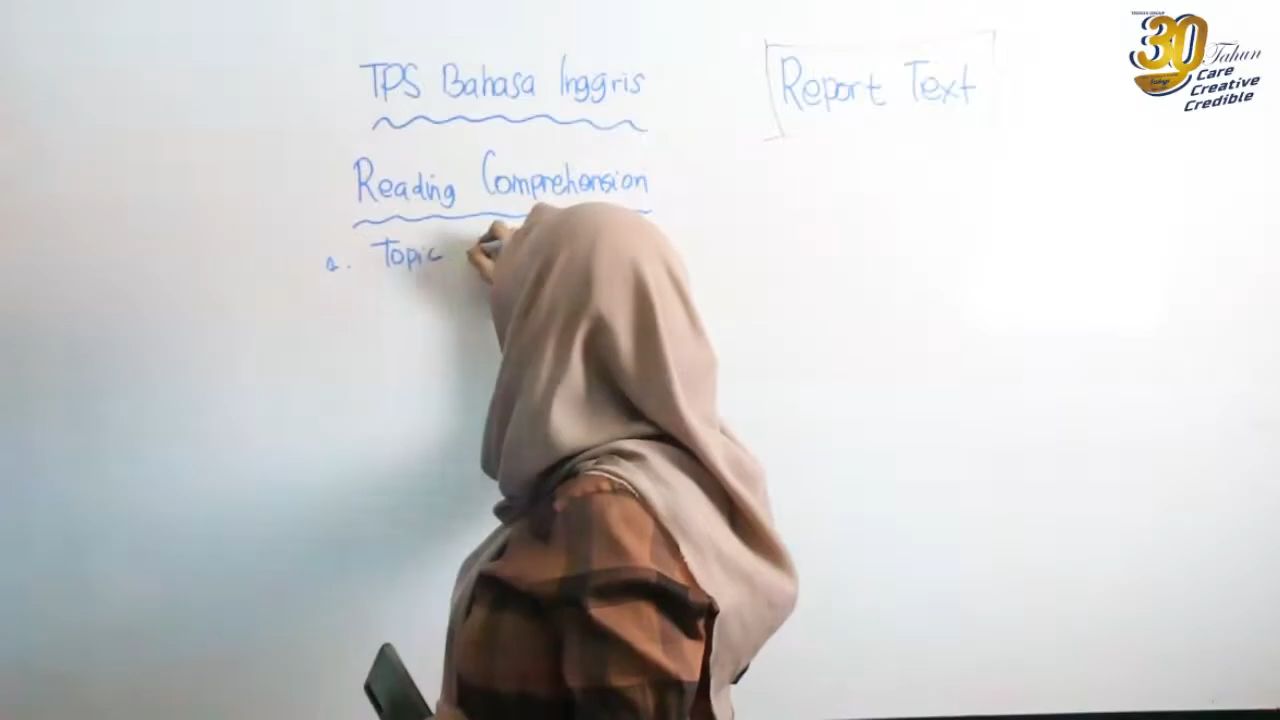 TPS Bahasa Inggris
Reading Comprehension
a. Topic
Report Text
30 Tahun
Care
Creative
Credible